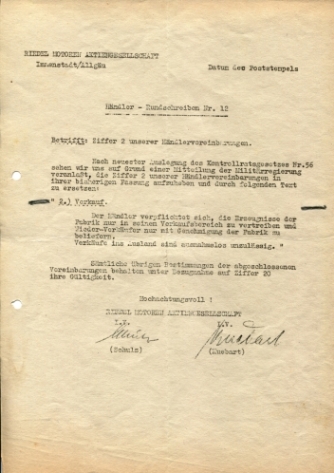 RIEDEL MOTOREN AKTIENGESELLSCHAFT
Immenstadt/Allgäu
Datum des Poststempels
Händler - Rundschreiben Nr. 12
Betrifft: Ziffer 2 unserer Händlervereinbarungen.
Nach neuester Auslegung des Kontrollratsgesetzes Nr. 56
sehen wir uns auf Grund einer Mitteilung der Militärregierung
veranlaßt, die Ziffer 2 unserer Händlervereinbarungen in
ihrer bisherigen Fassung aufzuheben und durch folgenden Text
zu ersetzen:
" 2.) Verkauf.
Der Händler verpflichtet sich, die Erzeugnisse der
Fabrik nur in seinem Verkaufsbereich zu vertreiben und
Wieder-Verkäufer nur mit Genehmigung der Fabrik zu
beliefern.
Verkäufe ins Ausland sind ausnahmslos unzulässig. "
Sämtliche übrigen Bestimmungen der abgeschlossenen
Vereinbarungen behalten unter Bezugnahme auf Ziffer 20
ihre Gültigkeit.
Hochachtungsvoll !
RIEDEL MOTOREN AKTIENGESELLSCHAFT
(Schulz) (Ruckart)